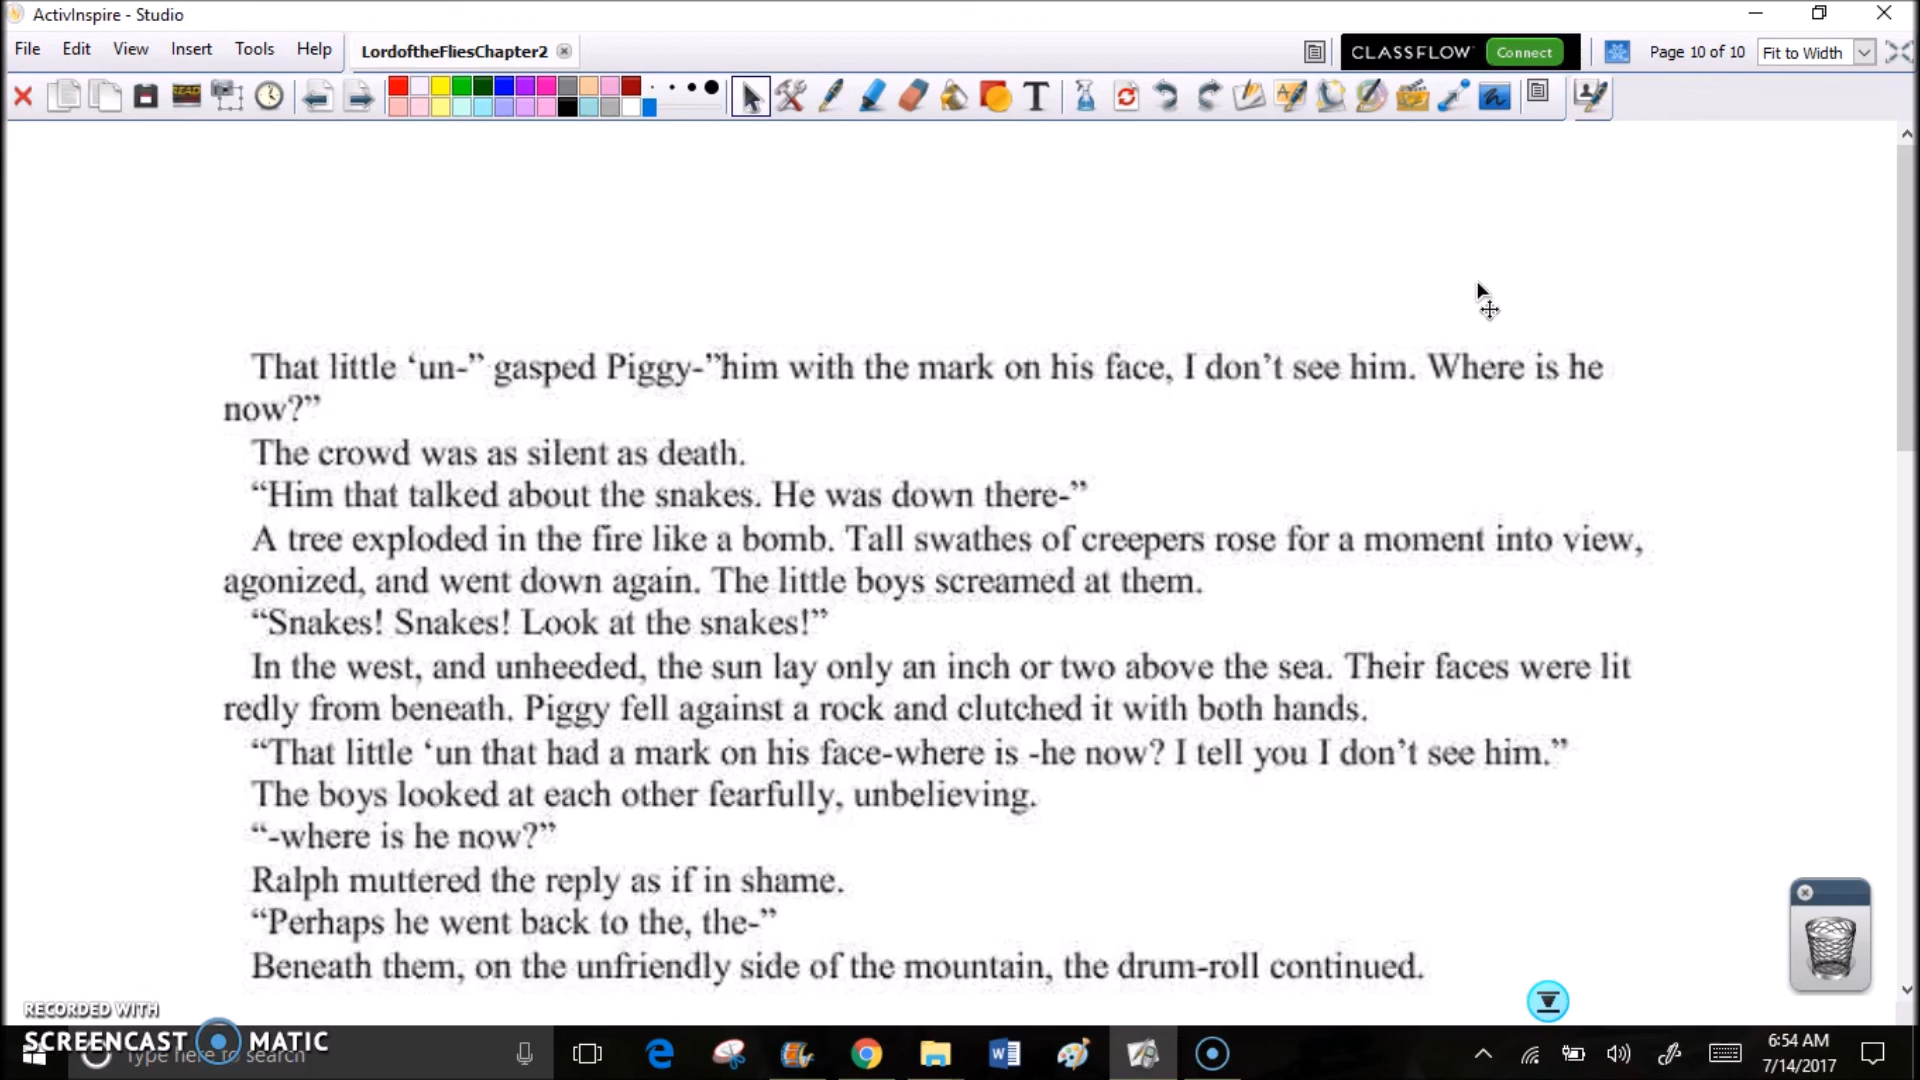 ActivInspire - Studio
File Edit View Insert Tools Help
LordoftheFliesChapter2
CLASSFLOW Connect
Page 10 of 10 Fit to Width
T
That little ‘un-” gasped Piggy-”him with the mark on his face, I don’t see him. Where is he
now?”
The crowd was as silent as death.
“Him that talked about the snakes. He was down there-”
A tree exploded in the fire like a bomb. Tall swathes of creepers rose for a moment into view,
agonized, and went down again. The little boys screamed at them.
“Snakes! Snakes! Look at the snakes!”
In the west, and unheeded, the sun lay only an inch or two above the sea. Their faces were lit
redly from beneath. Piggy fell against a rock and clutched it with both hands.
“That little ‘un that had a mark on his face-where is -he now? I tell you I don’t see him.”
The boys looked at each other fearfully, unbelieving.
“-where is he now?”
Ralph muttered the reply as if in shame.
“Perhaps he went back to the, the-”
Beneath them, on the unfriendly side of the mountain, the drum-roll continued.
RECORDED WITH
SCREENCAST MATIC
Type here to search
6:54 AM
7/14/2017